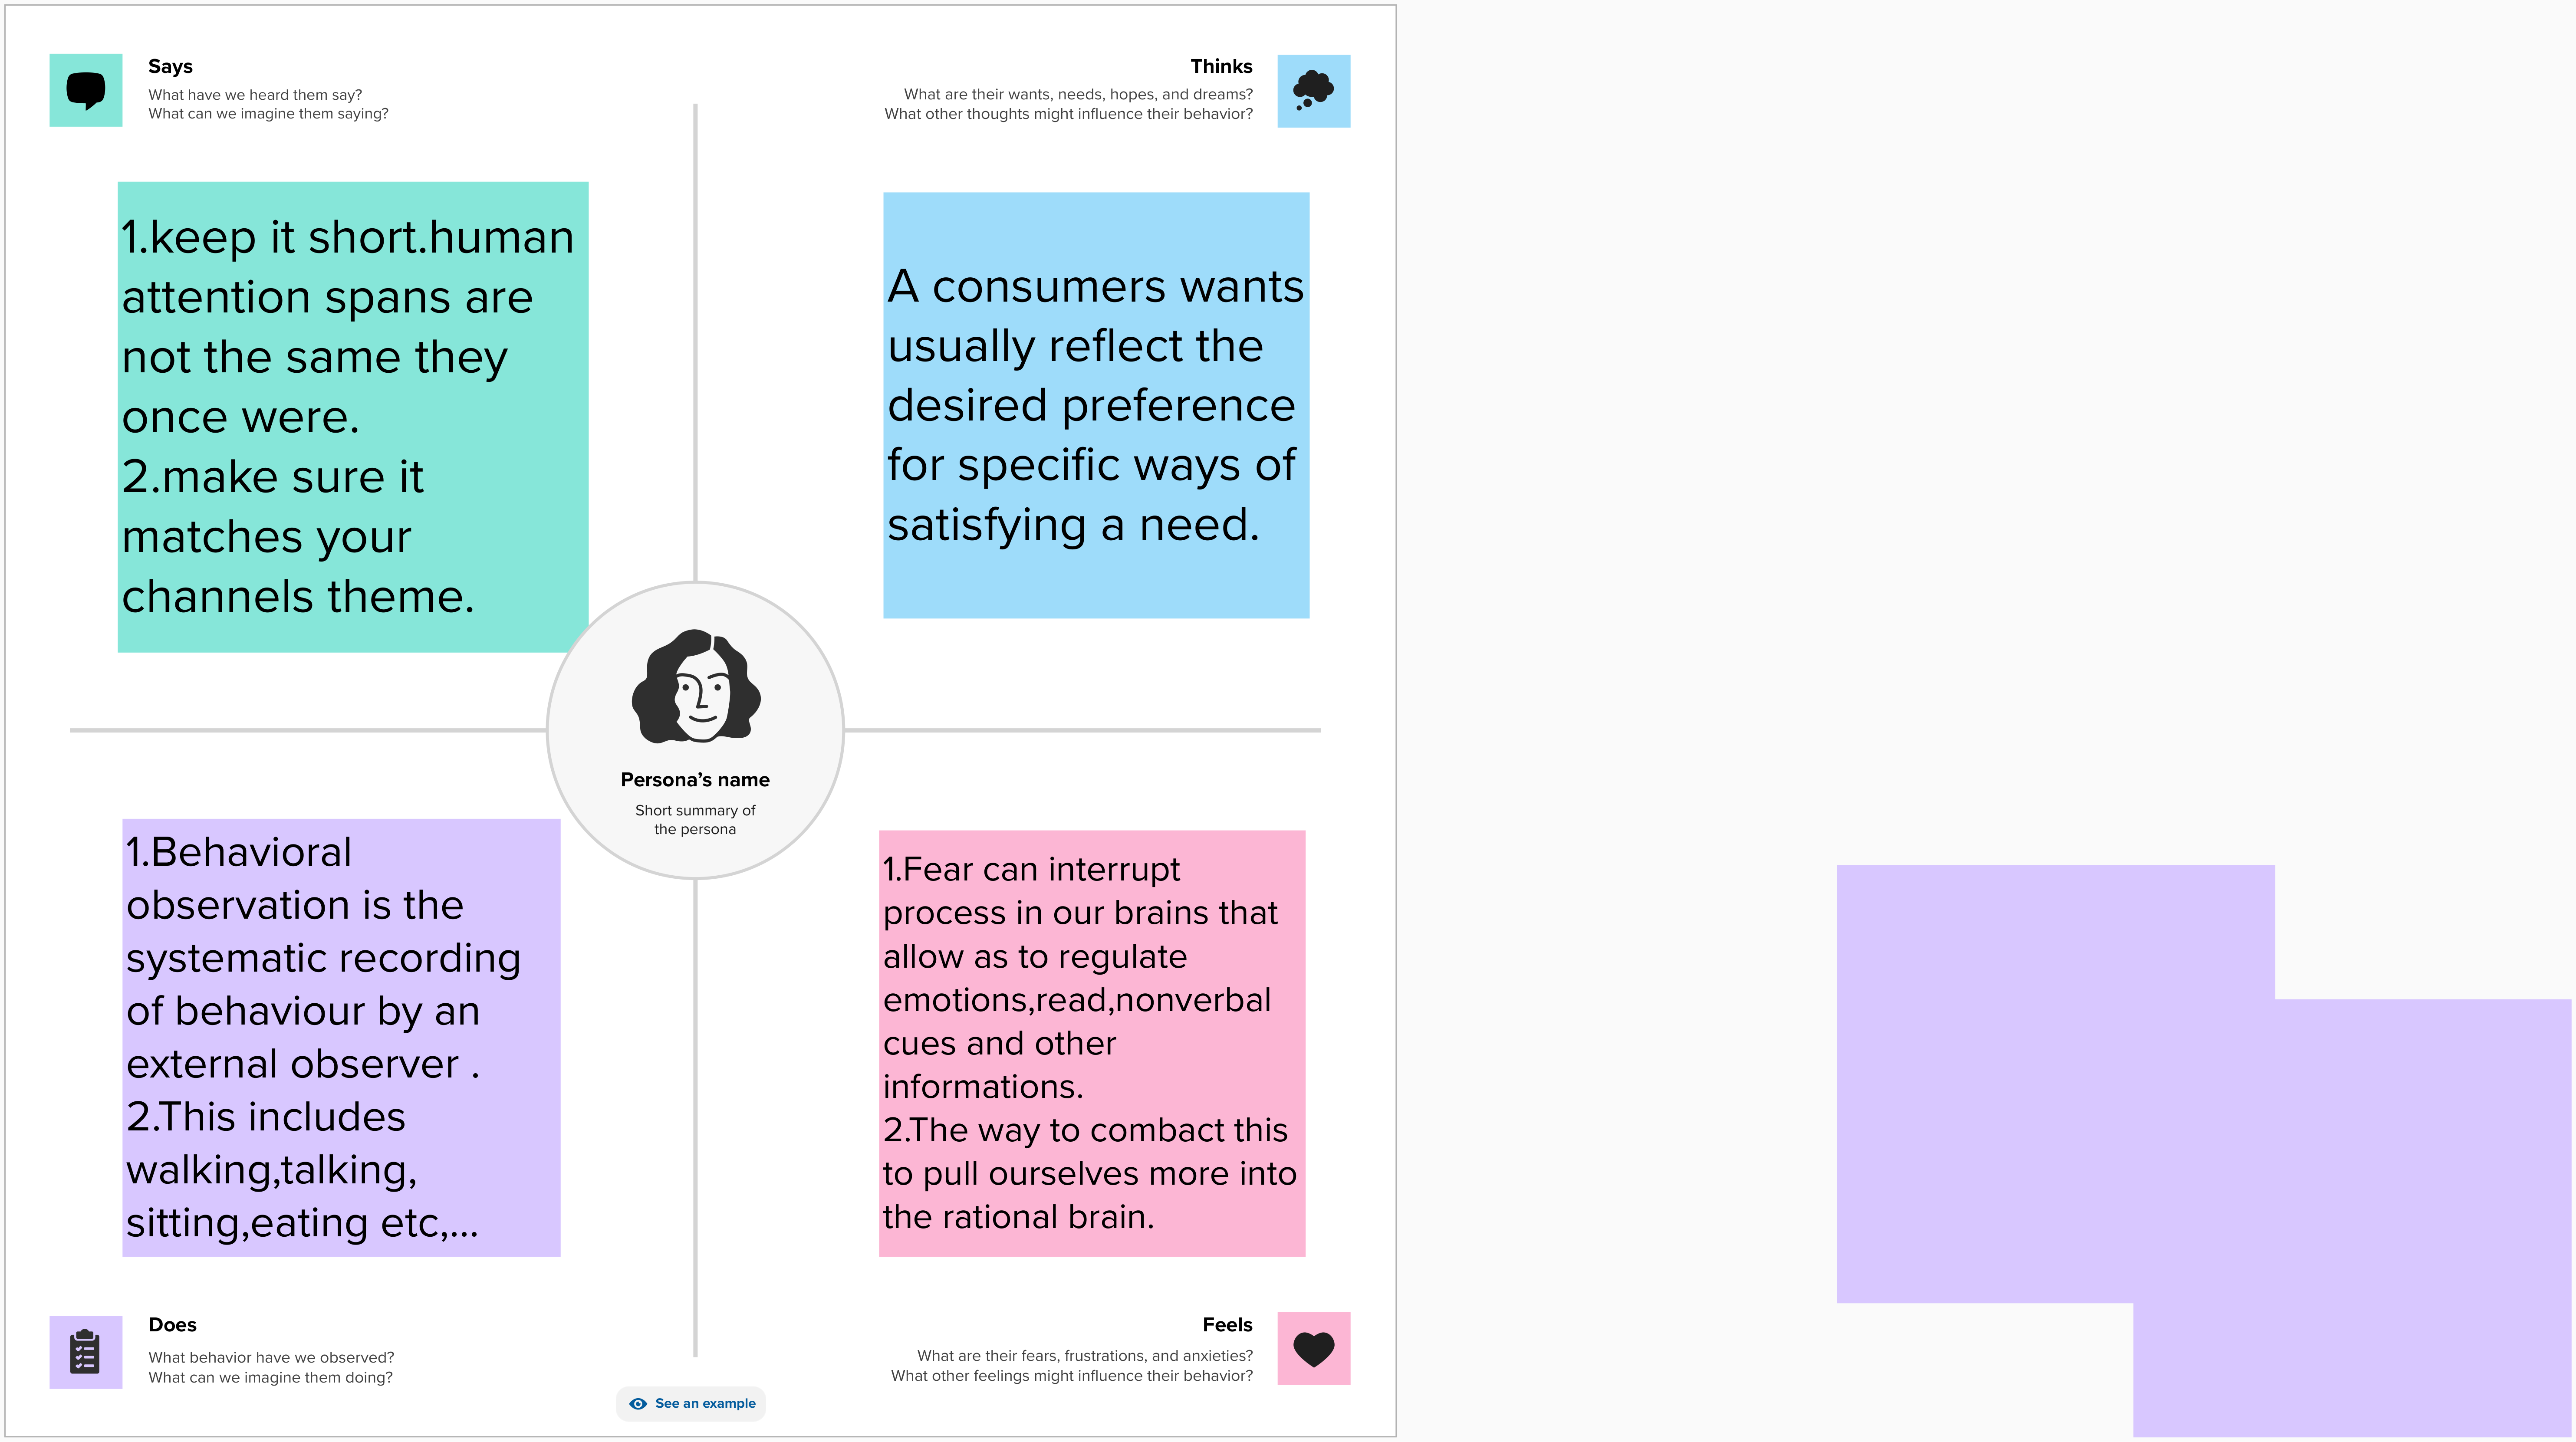 Says
What have we heard them say?
What can we imagine them saying?
Thinks
What are their wants, needs, hopes, and dreams?
What other thoughts might influence their behavior?
1.keep it short.human
attention spans are
not the same they
once were.
2.make sure it
matches your
channels theme.
A consumers wants
usually reflect the
desired preference
for specific ways of
satisfying a need.
Persona’s name
Short summary of
the persona
1.Behavioral
observation is the
systematic recording
of behaviour by an
external observer .
2.This includes
walking,talking,
sitting,eating etc,...
1.Fear can interrupt
process in our brains that
allow as to regulate
emotions,read,nonverbal
cues and other
informations.
2.The way to combact this
to pull ourselves more into
the rational brain.
Does
What behavior have we observed?
What can we imagine them doing?
Feels
What are their fears, frustrations, and anxieties?
What other feelings might influence their behavior?
See an example